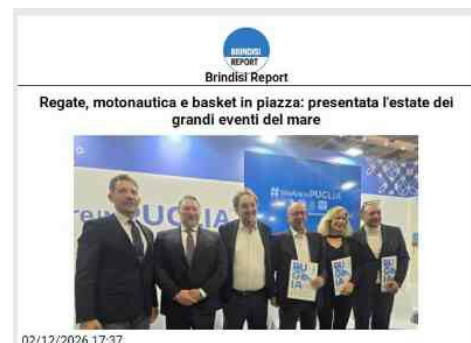 BRINDISI
REPORT
Brindisi Report
Regate, motonautica e basket in piazza: presentata l'estate dei
grandi eventi del mare
PUGLIA
PUGLIA
02/12/2026 17:37